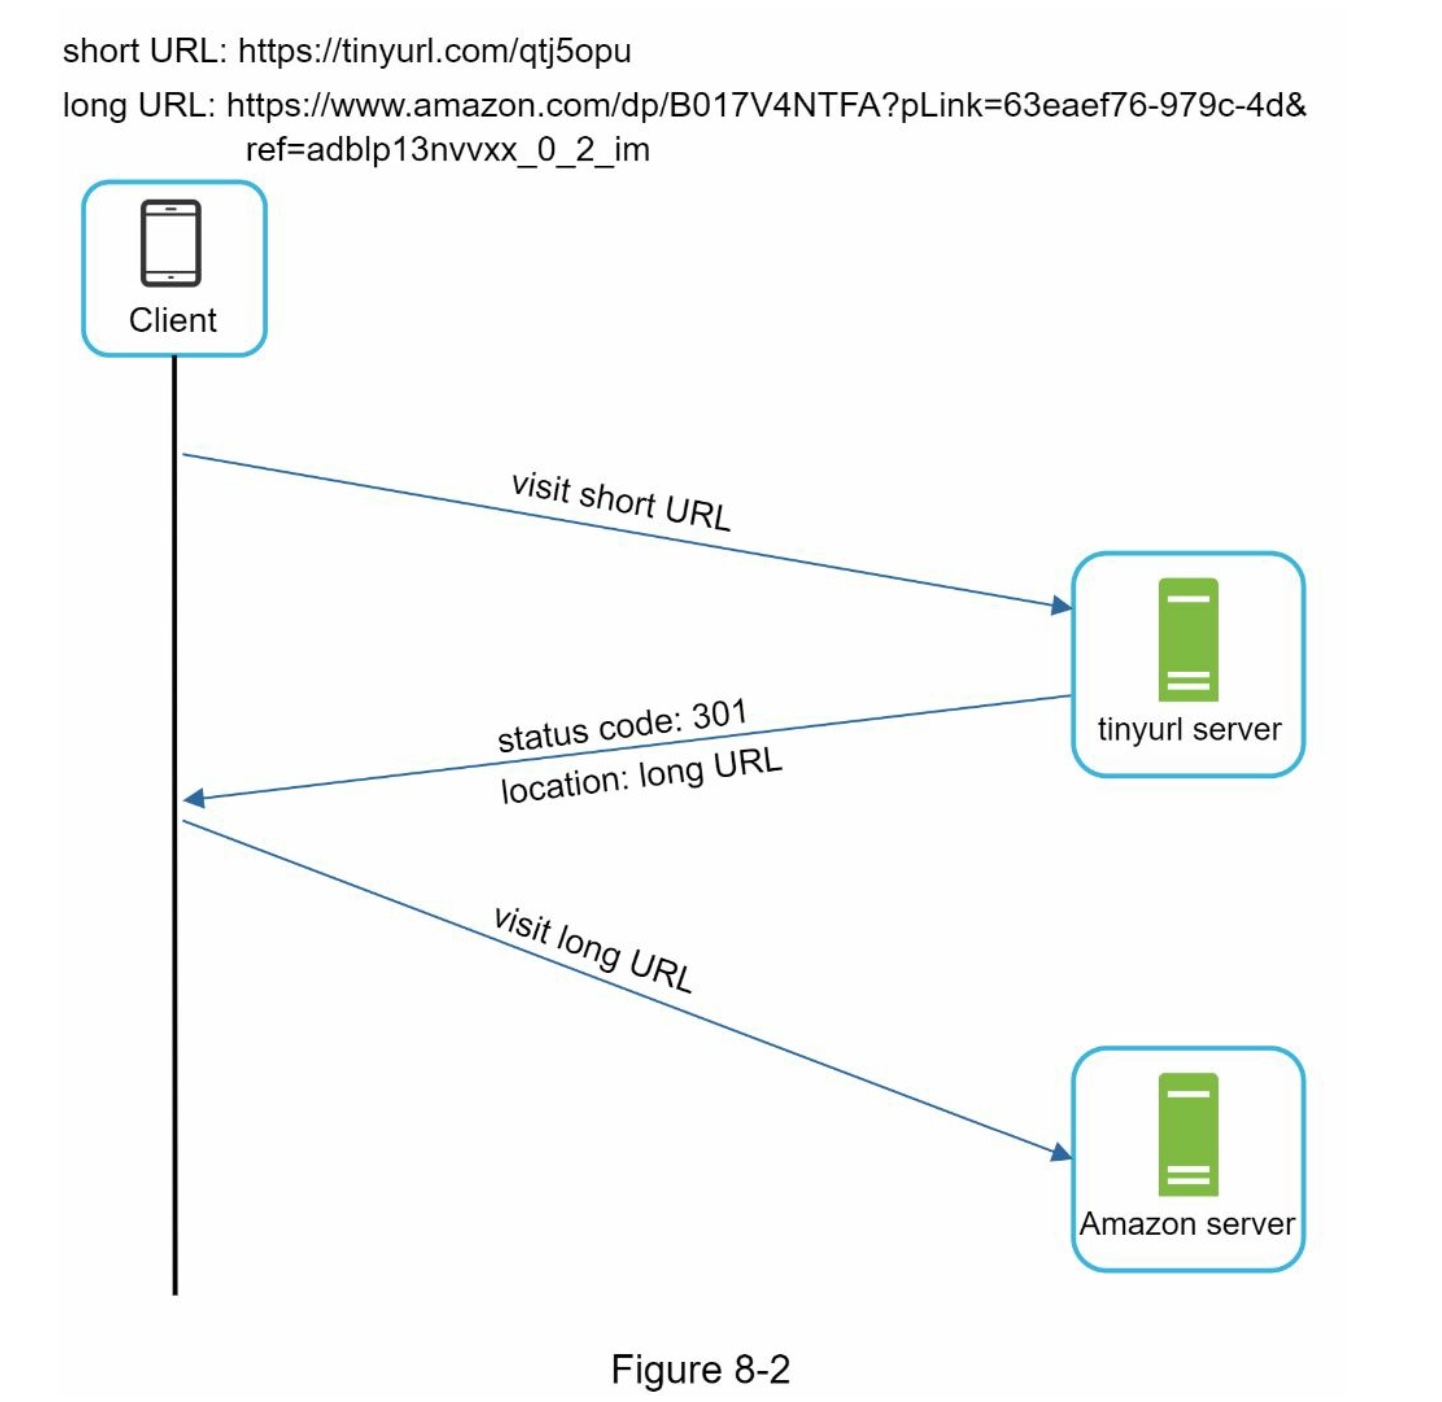 short URL: https://tinyurl.com/qtj5opu
long URL: https://www.amazon.com/dp/B017V4NTFA?pLink=63eaef76-979c-4d&
ref=adblp13nvvxx_0_2_im
Client
visit short URL
status code: 301
location: long URL
tinyurl server
visit long URL
Amazon server
Figure 8-2